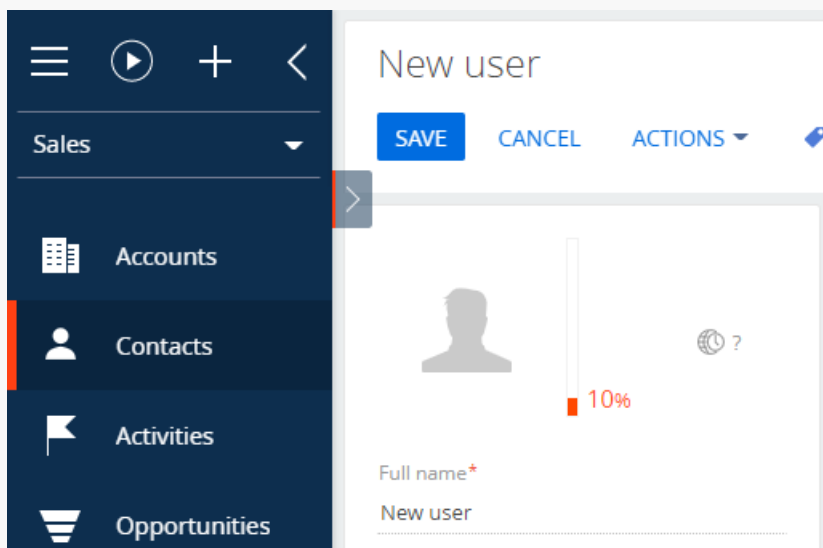 New user
Sales
SAVE CANCEL ACTIONS
Accounts
Contacts
?
10%
Activities
Full name*
New user
Opportunities